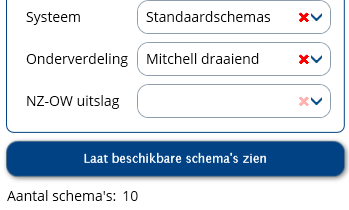 Systeem Standaardschemas
Onderverdeling Mitchell draaiend
NZ-OW uitslag
Laat beschikbare schema's zien
Aantal schema's: 10